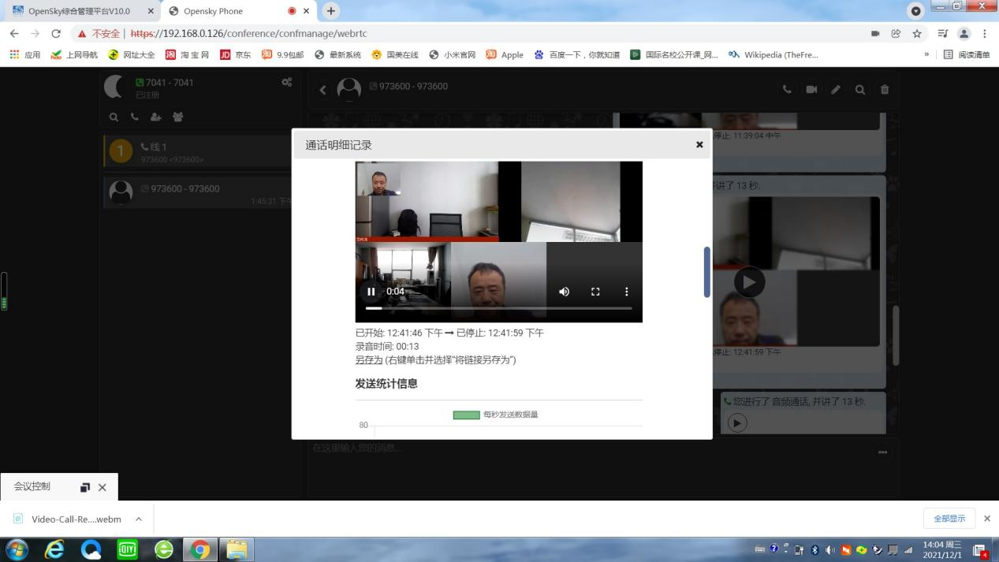 OpenSky综合管理平台V10.0
Opensky Phone
不安全 | https://192.168.0.126/conference/confmanage/webrtc
应用 上网导航 网址大全 淘 宝 网 京东 9.9包邮 最新系统 国美在线 小米官网 Apple 百度一下，你就知道 国际名校公开课_网... Wikipedia (TheFre... » 阅读清单
7041 - 7041
已注册
973600 - 973600
1 线 1
973600 <973600>
973600 - 973600
1:45:31 下午
停止: 11:39:04 中午
并讲了 13 秒.
停止: 12:41:59 下午
您进行了 音频通话, 并讲了 13 秒.
在这里输入您的消息...
通话明细记录
0:04
已开始: 12:41:46 下午 → 已停止: 12:41:59 下午
录音时间: 00:13
另存为 (右键单击并选择"将链接另存为")
发送统计信息
每秒发送数据量
80
会议控制
Video-Call-Re....webm
全部显示
14:04 周三
2021/12/1
4